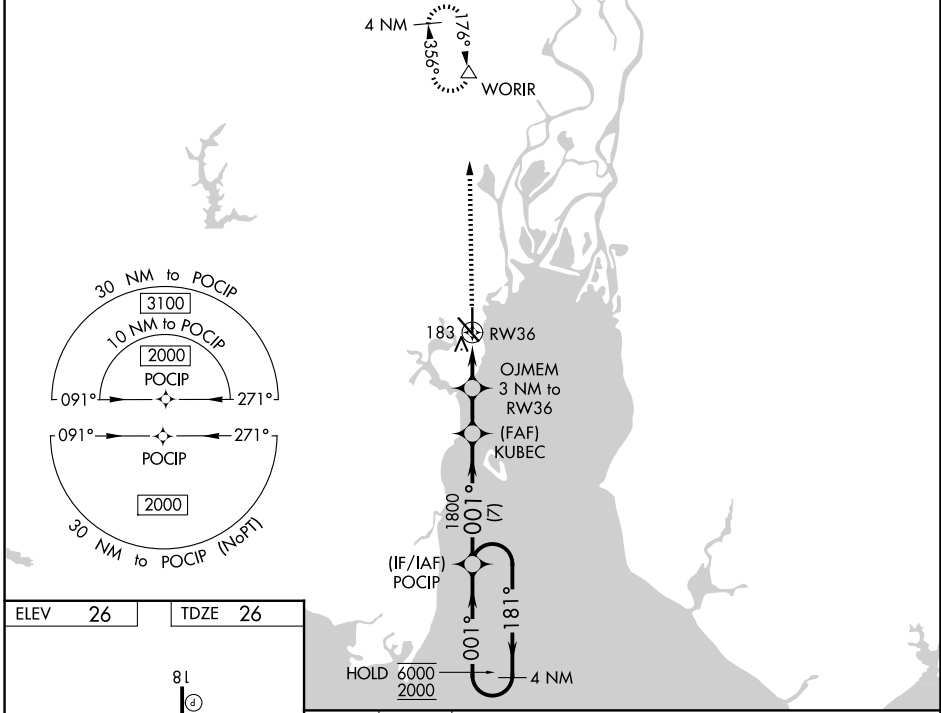 4 NM
176°
356°
WORIR
30 NM to POCIP
3100
10 NM to POCIP
2000
POCIP
091°
271°
091°
271°
POCIP
2000
30 NM to POCIP (NoPT)
183
RW36
OJMEM
3 NM to
RW36
(FAF)
KUBEC
1800
001°
(7)
(IF/IAF)
POCIP
001°
181°
HOLD 6000
2000
4 NM
ELEV 26
TDZE 26
18
P